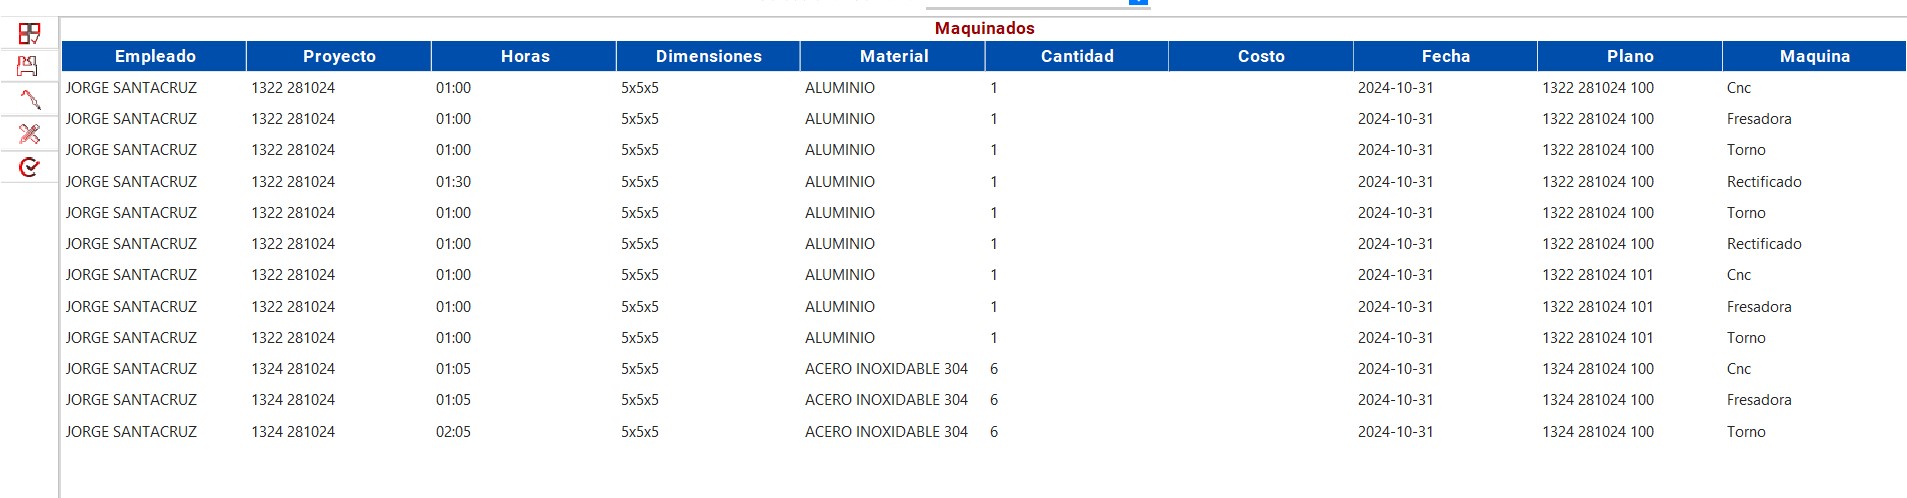 Maquinados
Empleado Proyecto Horas Dimensiones Material Cantidad Costo Fecha Plano Maquina
JORGE SANTACRUZ 1322 281024 01:00 5x5x5 ALUMINIO 1 2024-10-31 1322 281024 100 Cnc
JORGE SANTACRUZ 1322 281024 01:00 5x5x5 ALUMINIO 1 2024-10-31 1322 281024 100 Fresadora
JORGE SANTACRUZ 1322 281024 01:00 5x5x5 ALUMINIO 1 2024-10-31 1322 281024 100 Torno
JORGE SANTACRUZ 1322 281024 01:30 5x5x5 ALUMINIO 1 2024-10-31 1322 281024 100 Rectificado
JORGE SANTACRUZ 1322 281024 01:00 5x5x5 ALUMINIO 1 2024-10-31 1322 281024 100 Torno
JORGE SANTACRUZ 1322 281024 01:00 5x5x5 ALUMINIO 1 2024-10-31 1322 281024 100 Rectificado
JORGE SANTACRUZ 1322 281024 01:00 5x5x5 ALUMINIO 1 2024-10-31 1322 281024 101 Cnc
JORGE SANTACRUZ 1322 281024 01:00 5x5x5 ALUMINIO 1 2024-10-31 1322 281024 101 Fresadora
JORGE SANTACRUZ 1322 281024 01:00 5x5x5 ALUMINIO 1 2024-10-31 1322 281024 101 Torno
JORGE SANTACRUZ 1324 281024 01:05 5x5x5 ACERO INOXIDABLE 304 6 2024-10-31 1324 281024 100 Cnc
JORGE SANTACRUZ 1324 281024 01:05 5x5x5 ACERO INOXIDABLE 304 6 2024-10-31 1324 281024 100 Fresadora
JORGE SANTACRUZ 1324 281024 02:05 5x5x5 ACERO INOXIDABLE 304 6 2024-10-31 1324 281024 100 Torno